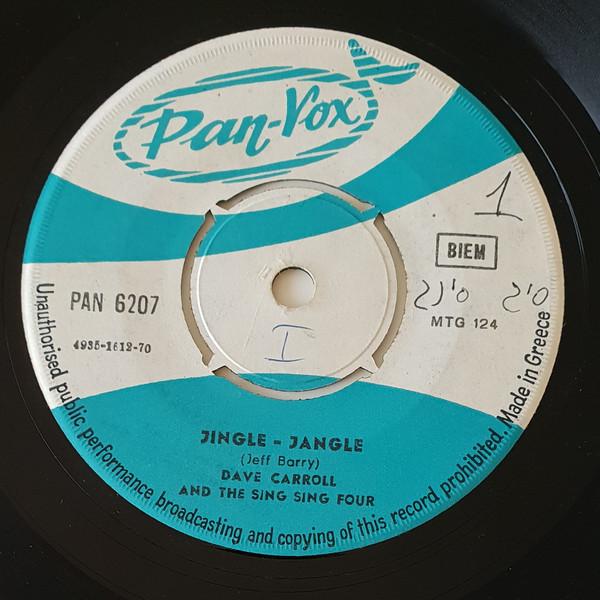 Pan-Vox
1
BIEM
PAN 6207
MTG 124
4935-1612-70
I
JINGLE - JANGLE
(Jeff Barry)
DAVE CARROLL
AND THE SING SING FOUR
Unauthorised public performance broadcasting and copying of this record prohibited. Made in Greece